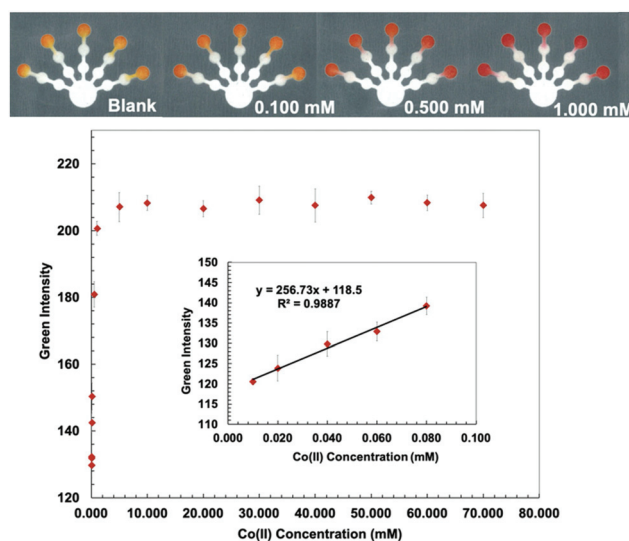 Blank
0.100 mM
0.500 mM
1.000 mM
220
200
180
160
140
120
Green Intensity
0.000 10.000 20.000 30.000 40.000 50.000 60.000 70.000 80.000
Co(II) Concentration (mM)
150
145
140
135
130
125
120
115
110
Green Intensity
y = 256.73x + 118.5
R² = 0.9887
0.000 0.020 0.040 0.060 0.080 0.100
Co(II) Concentration (mM)